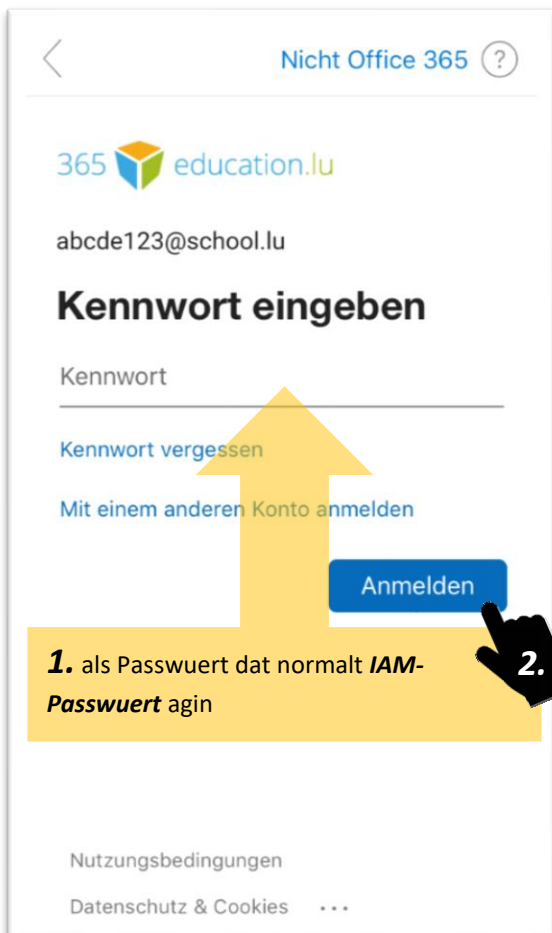 Nicht Office 365 ?
365 education.lu
abcde123@school.lu
Kennwort eingeben
Kennwort
Kennwort vergessen
Mit einem anderen Konto anmelden
Anmelden
1. als Passwuert dat normalt IAM-
Passwuert agin
2.
Nutzungsbedingungen
Datenschutz & Cookies ...